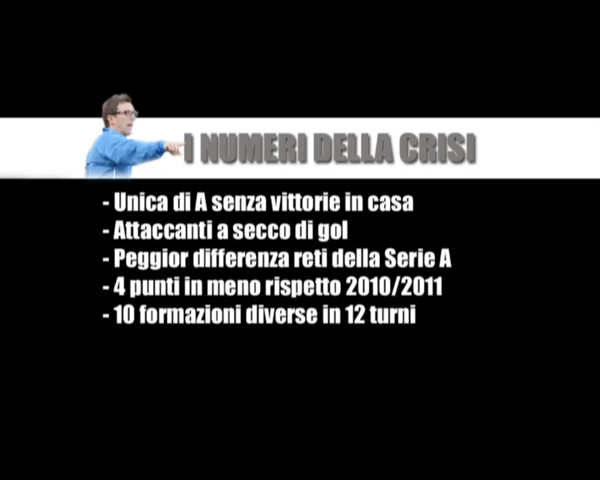 I NUMERI DELLA CRISI
- Unica di A senza vittorie in casa
- Attaccanti a secco di gol
- Peggior differenza reti della Serie A
- 4 punti in meno rispetto 2010/2011
- 10 formazioni diverse in 12 turni